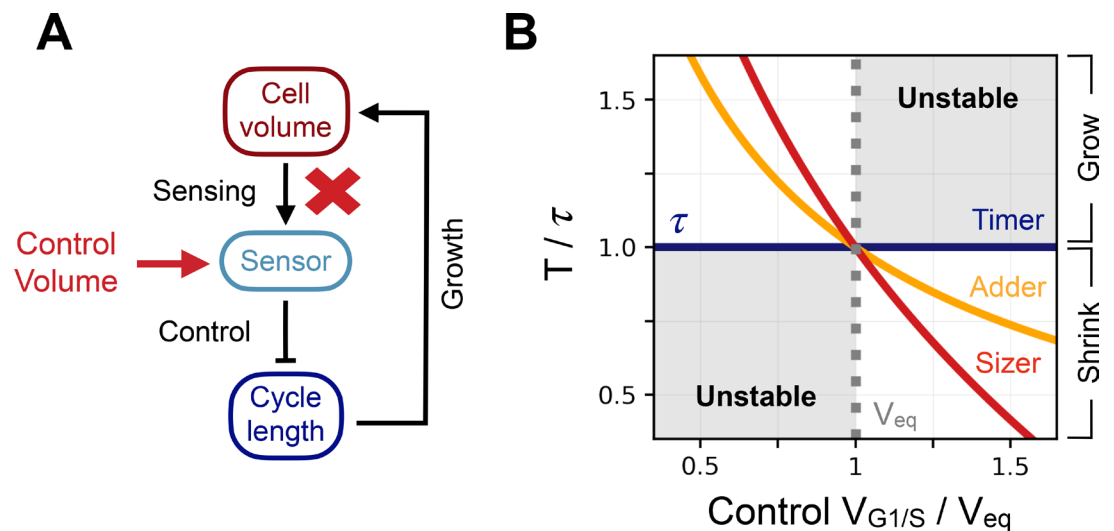 A
Cell
volume
Sensing
Control
Volume
Sensor
Control
Cycle
length
Growth
B
T / τ
1.5
1.0
0.5
Unstable
τ
Timer
Adder
Sizer
Unstable
V_eq
Grow
Shrink
0.5
1
1.5
Control V_G1/S / V_eq